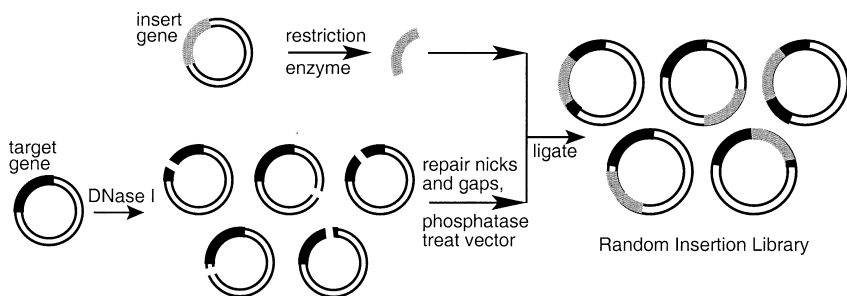 insert
gene
restriction
enzyme
target
gene
DNase I
repair nicks
and gaps,
phosphatase
treat vector
ligate
Random Insertion Library